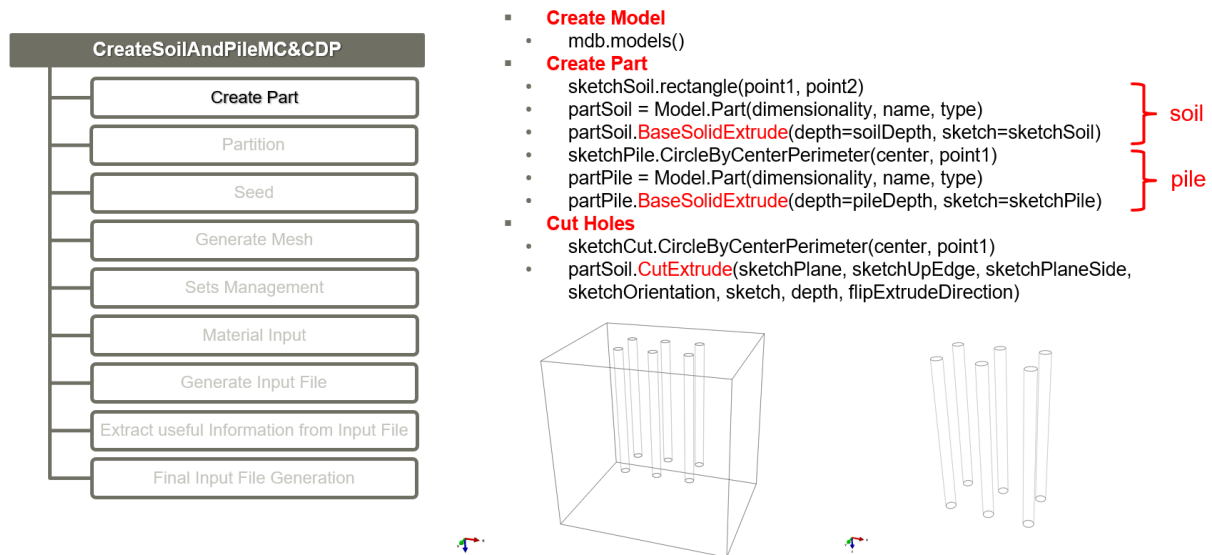 CreateSoilAndPileMC&CDP
Create Part
Partition
Seed
Generate Mesh
Sets Management
Material Input
Generate Input File
Extract useful Information from Input File
Final Input File Generation
▪ Create Model
• mdb.models()
▪ Create Part
• sketchSoil.rectangle(point1, point2)
• partSoil = Model.Part(dimensionality, name, type)
• partSoil.BaseSolidExtrude(depth=soilDepth, sketch=sketchSoil)
soil
• sketchPile.CircleByCenterPerimeter(center, point1)
• partPile = Model.Part(dimensionality, name, type)
• partPile.BaseSolidExtrude(depth=pileDepth, sketch=sketchPile)
pile
▪ Cut Holes
• sketchCut.CircleByCenterPerimeter(center, point1)
• partSoil.CutExtrude(sketchPlane, sketchUpEdge, sketchPlaneSide,
sketchOrientation, sketch, depth, flipExtrudeDirection)